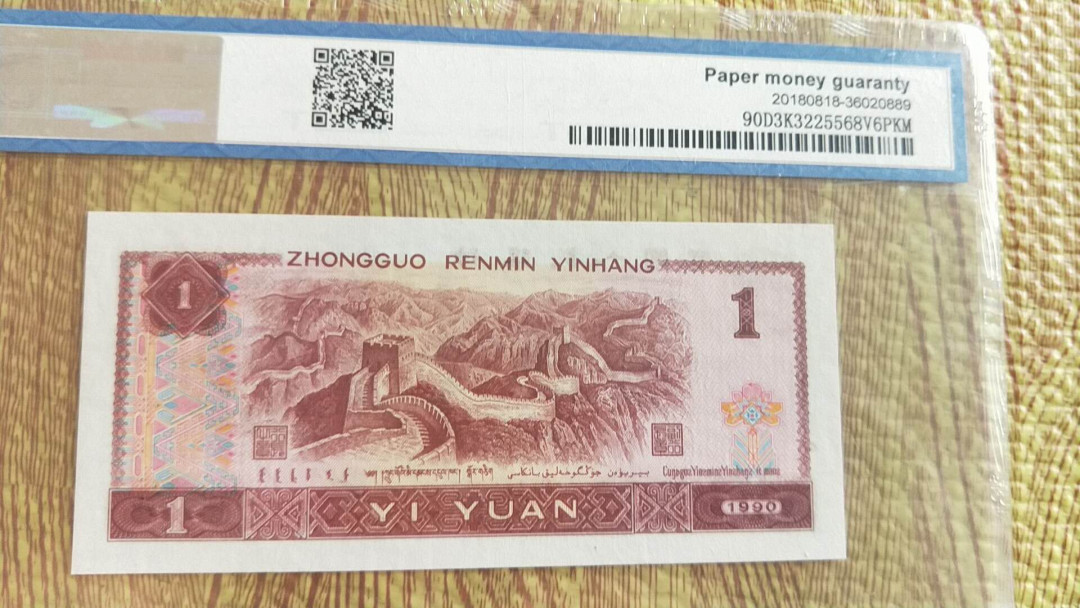 Paper money guaranty
20180818-36020889
90D3K3225568V6PKM
ZHONGGUO RENMIN YINHANG
1
1
1
YI YUAN
1990